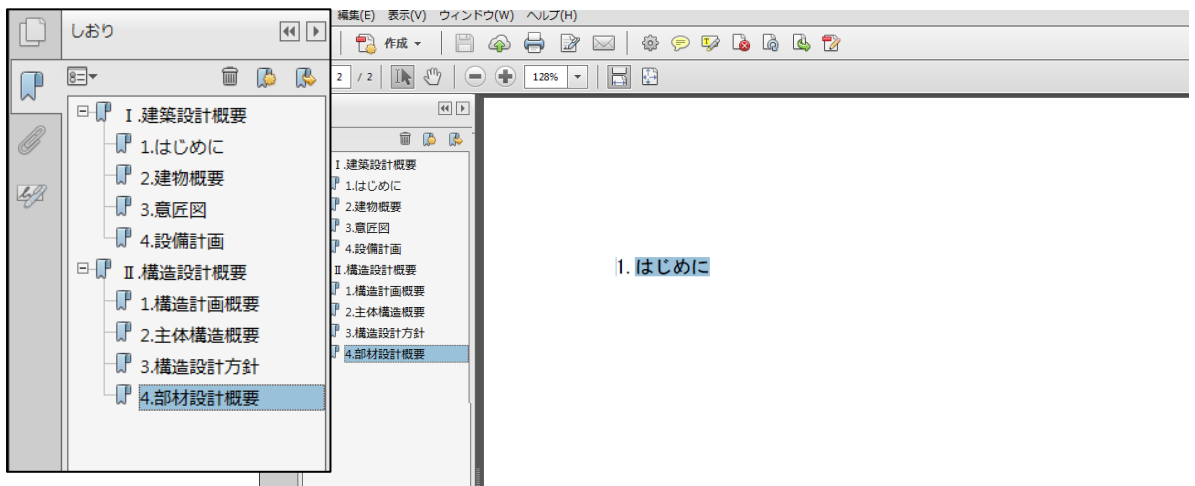 しおり
Ⅰ.建築設計概要
1.はじめに
2.建物概要
3.意匠図
4.設備計画
Ⅱ.構造設計概要
1.構造計画概要
2.主体構造概要
3.構造設計方針
4.部材設計概要
編集(E) 表示(V) ウィンドウ(W) ヘルプ(H)
作成
2 / 2 128%
Ⅰ.建築設計概要
1.はじめに
2.建物概要
3.意匠図
4.設備計画
Ⅱ.構造設計概要
1.構造計画概要
2.主体構造概要
3.構造設計方針
4.部材設計概要
1. はじめに